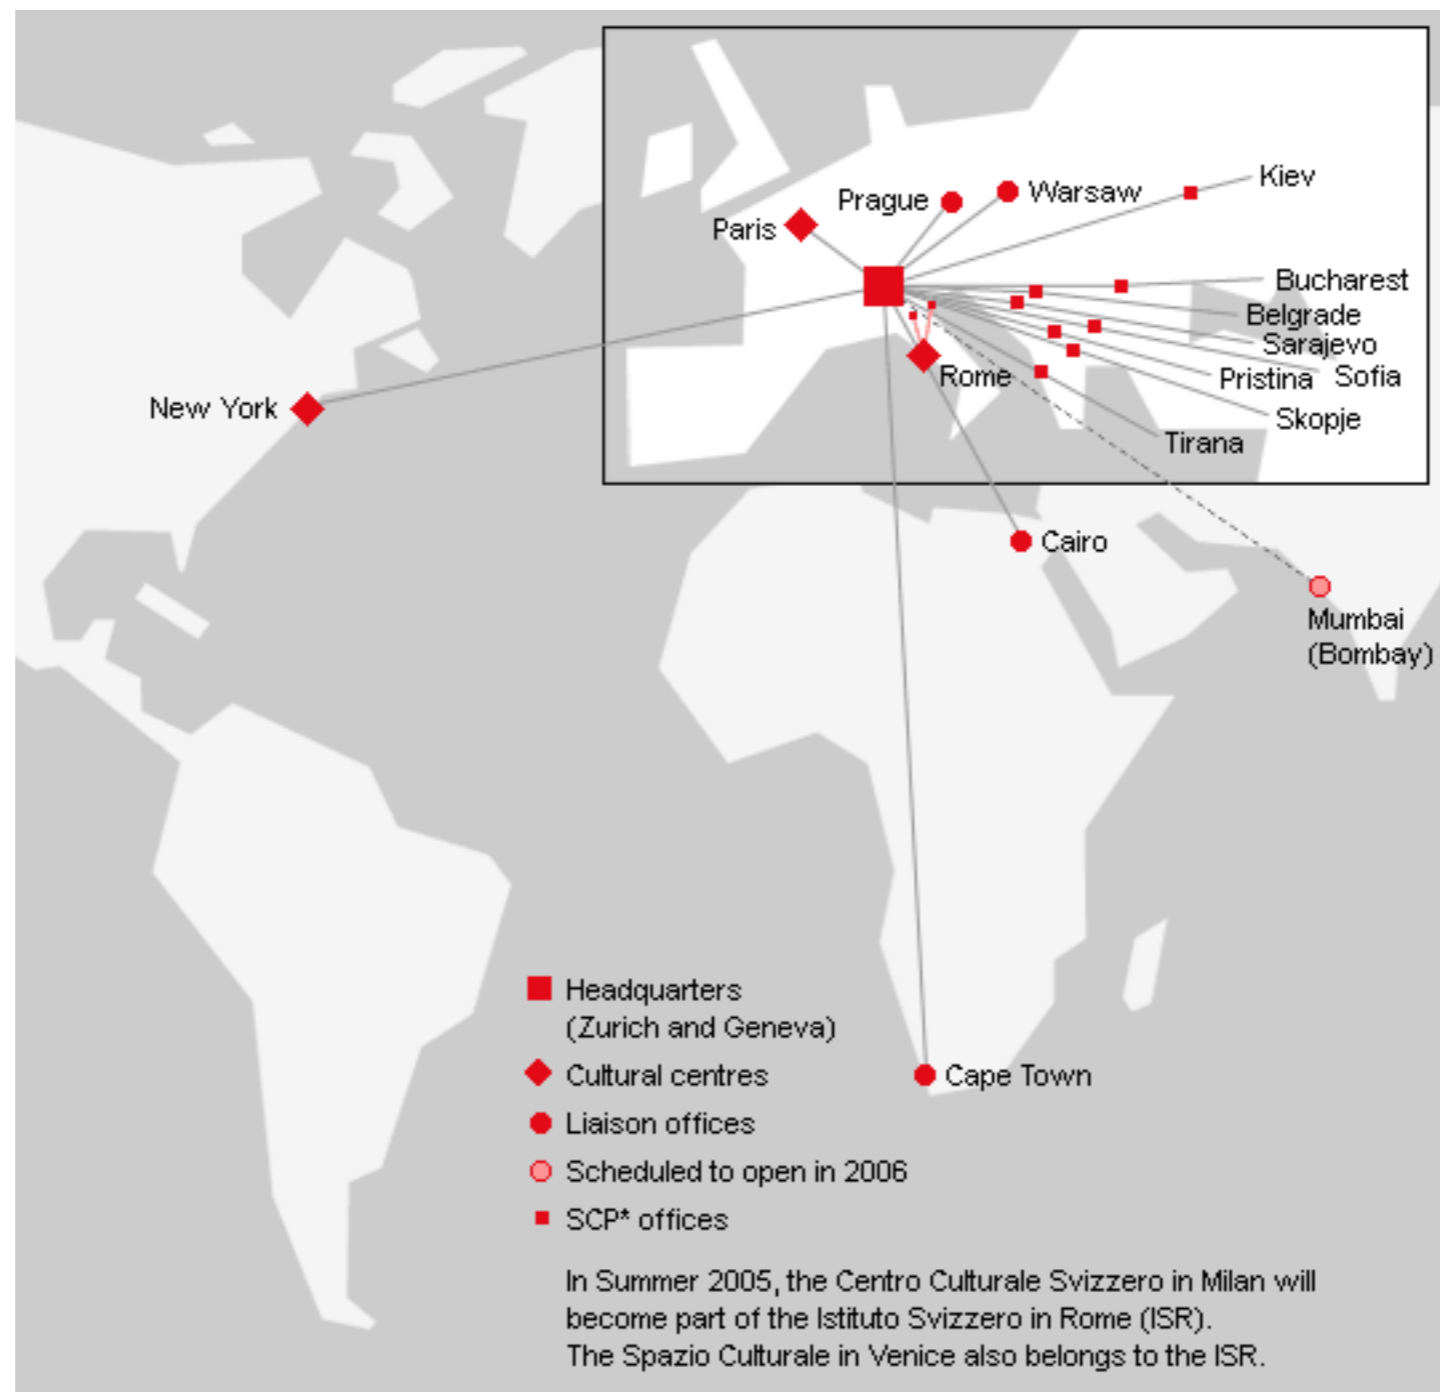 Kiev
Prague
Warsaw
Paris
Bucharest
Belgrade
Sarajevo
Rome
Pristina
Sofia
New York
Skopje
Tirana
Cairo
Mumbai
(Bombay)
Headquarters
(Zurich and Geneva)
Cultural centres
Cape Town
Liaison offices
Scheduled to open in 2006
SCP* offices
In Summer 2005, the Centro Culturale Svizzero in Milan will
become part of the Istituto Svizzero in Rome (ISR).
The Spazio Culturale in Venice also belongs to the ISR.